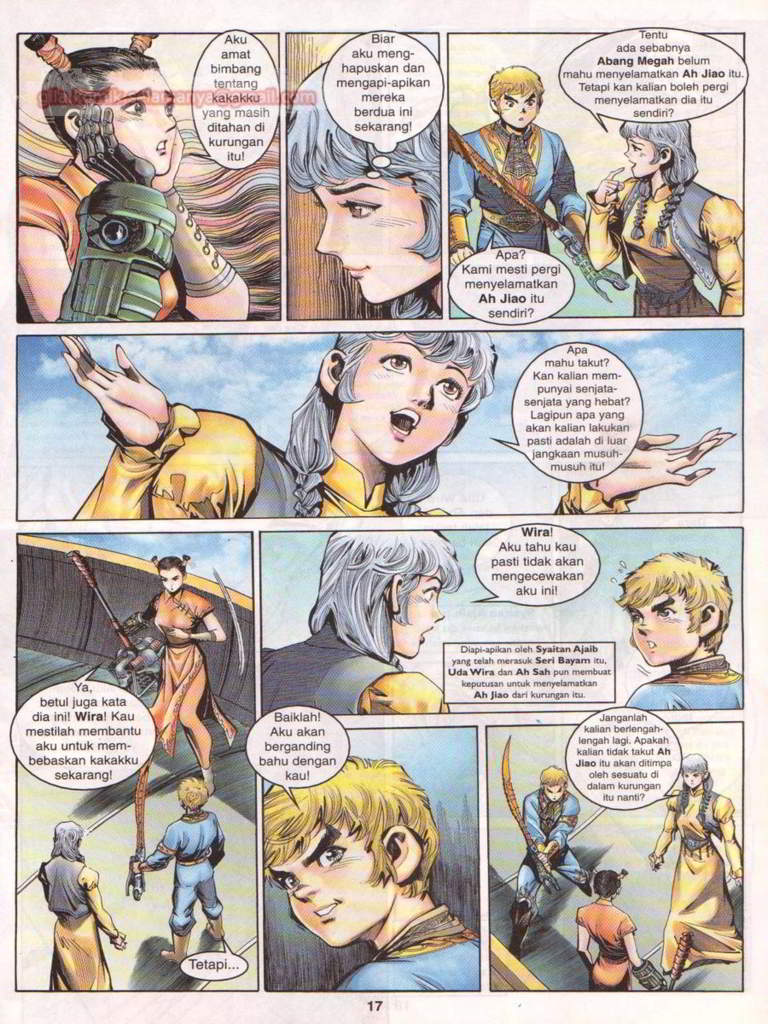 Aku
amat
bimbang
tentang
kakakku
yang masih
ditahan di
kurungan
itu!
Biar
aku meng-
hapuskan dan
mengapi-apikan
mereka
berdua ini
sekarang!
Tentu
ada sebabnya
Abang Megah belum
mahu menyelamatkan Ah Jiao itu.
Tetapi kan kalian boleh pergi
menyelamatkan dia itu
sendiri?
Apa?
Kami mesti pergi
menyelamatkan
Ah Jiao itu
sendiri?
Apa
mahu takut?
Kan kalian mem-
punyai senjata-
senjata yang hebat?
Lagipun apa yang
akan kalian lakukan
pasti adalah di luar
jangkaan musuh-
musuh itu!
Ya,
betul juga kata
dia ini! Wira! Kau
mestilah membantu
aku untuk mem-
bebaskan kakakku
sekarang!
Tetapi...
Wira!
Aku tahu kau
pasti tidak akan
mengecewakan
aku ini!
Diapi-apikan oleh Syaitan Ajaib
yang telah merasuk Seri Bayam itu,
Uda Wira dan Ah Sah pun membuat
keputusan untuk menyelamatkan
Ah Jiao dari kurungan itu.
Baiklah!
Aku akan
berganding
bahu dengan
kau!
Janganlah
kalian berlengah-
lengah lagi. Apakah
kalian tidak takut Ah
Jiao itu akan ditimpa
oleh sesuatu di
dalam kurungan
itu nanti?
17